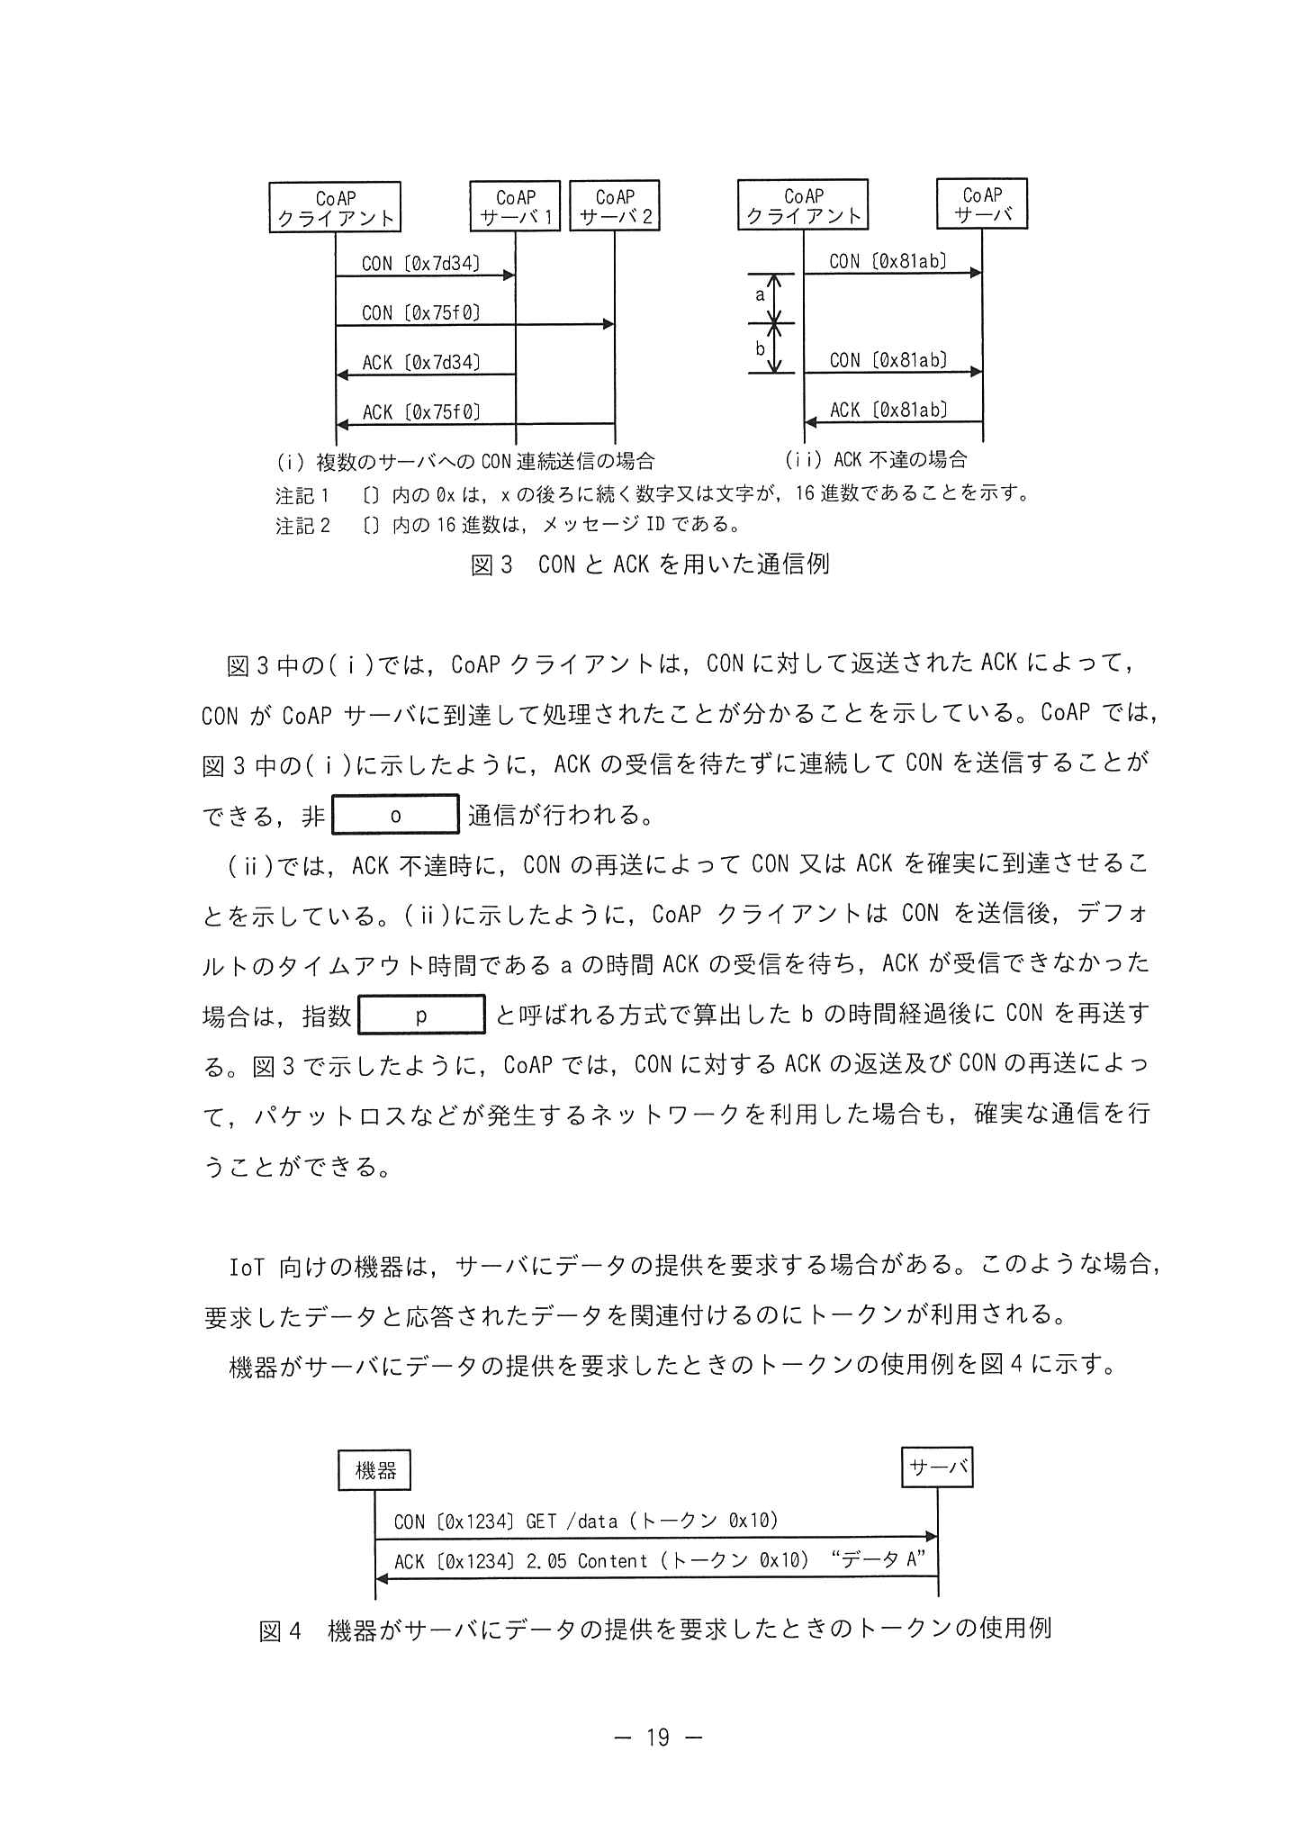 CoAP
クライアント
CoAP
サーバ 1
CoAP
サーバ 2
CON〔0x7d34〕
CON〔0x75f0〕
ACK〔0x7d34〕
ACK〔0x75f0〕
(ⅰ) 複数のサーバへの CON 連続送信の場合
CoAP
クライアント
CoAP
サーバ
CON〔0x81ab〕
a
b
CON〔0x81ab〕
ACK〔0x81ab〕
(ⅱ) ACK 不達の場合
注記 1 〔〕内の 0x は，x の後ろに続く数字又は文字が，16 進数であることを示す。
注記 2 〔〕内の 16 進数は，メッセージ ID である。
図 3 CON と ACK を用いた通信例
図 3 中の(ⅰ)では，CoAP クライアントは，CON に対して返送された ACK によって，
CON が CoAP サーバに到達して処理されたことが分かることを示している。CoAP では，
図 3 中の(ⅰ)に示したように，ACK の受信を待たずに連続して CON を送信することが
できる，非 o 通信が行われる。
(ⅱ)では，ACK 不達時に，CON の再送によって CON 又は ACK を確実に到達させるこ
とを示している。(ⅱ)に示したように，CoAP クライアントは CON を送信後，デフォ
ルトのタイムアウト時間である a の時間 ACK の受信を待ち，ACK が受信できなかった
場合は，指数 p と呼ばれる方式で算出した b の時間経過後に CON を再送す
る。図 3 で示したように，CoAP では，CON に対する ACK の返送及び CON の再送によっ
て，パケットロスなどが発生するネットワークを利用した場合も，確実な通信を行
うことができる。
IoT 向けの機器は，サーバにデータの提供を要求する場合がある。このような場合，
要求したデータと応答されたデータを関連付けるのにトークンが利用される。
機器がサーバにデータの提供を要求したときのトークンの使用例を図 4 に示す。
機器
サーバ
CON〔0x1234〕GET /data（トークン 0x10）
ACK〔0x1234〕2.05 Content（トークン 0x10）“データ A”
図 4 機器がサーバにデータの提供を要求したときのトークンの使用例
— 19 —